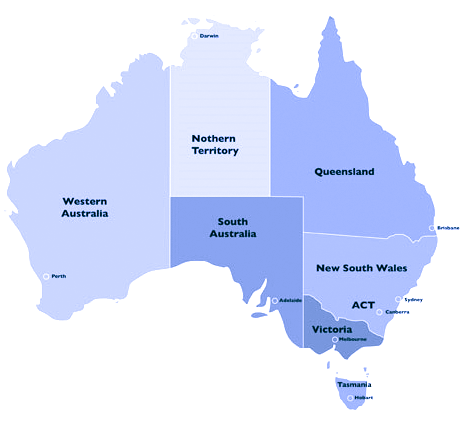 Darwin
Nothern
Territory
Queensland
Western
Australia
South
Australia
Brisbane
New South Wales
Perth
Adelaide
Sydney
ACT
Canberra
Victoria
Melbourne
Tasmania
Hobart